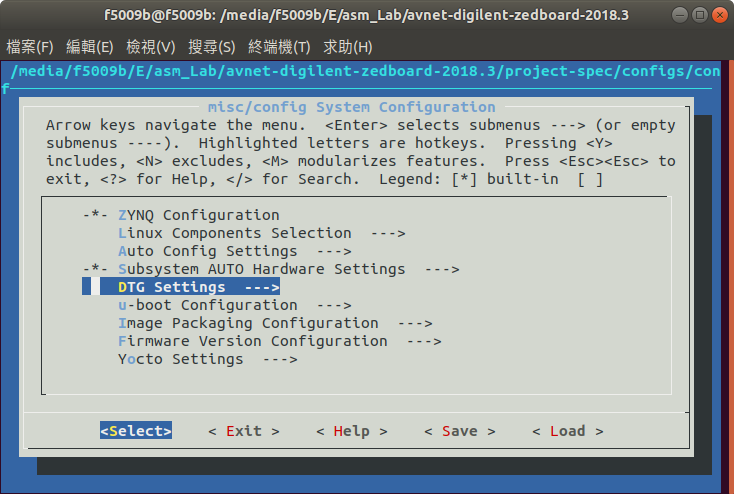 f5009b@f5009b: /media/f5009b/E/asm_Lab/avnet-digilent-zedboard-2018.3
檔案(F) 編輯(E) 檢視(V) 搜尋(S) 終端機(T) 求助(H)
/media/f5009b/E/asm_Lab/avnet-digilent-zedboard-2018.3/project-spec/configs/con
f
misc/config System Configuration
Arrow keys navigate the menu.  <Enter> selects submenus ---> (or empty
submenus ----).  Highlighted letters are hotkeys.  Pressing <Y>
includes, <N> excludes, <M> modularizes features.  Press <Esc><Esc> to
exit, <?> for Help, </> for Search.  Legend: [*] built-in  [ ]
-*- ZYNQ Configuration
Linux Components Selection  --->
Auto Config Settings  --->
-*- Subsystem AUTO Hardware Settings  --->
DTG Settings  --->
u-boot Configuration  --->
Image Packaging Configuration  --->
Firmware Version Configuration  --->
Yocto Settings  --->
<Select>    < Exit >    < Help >    < Save >    < Load >